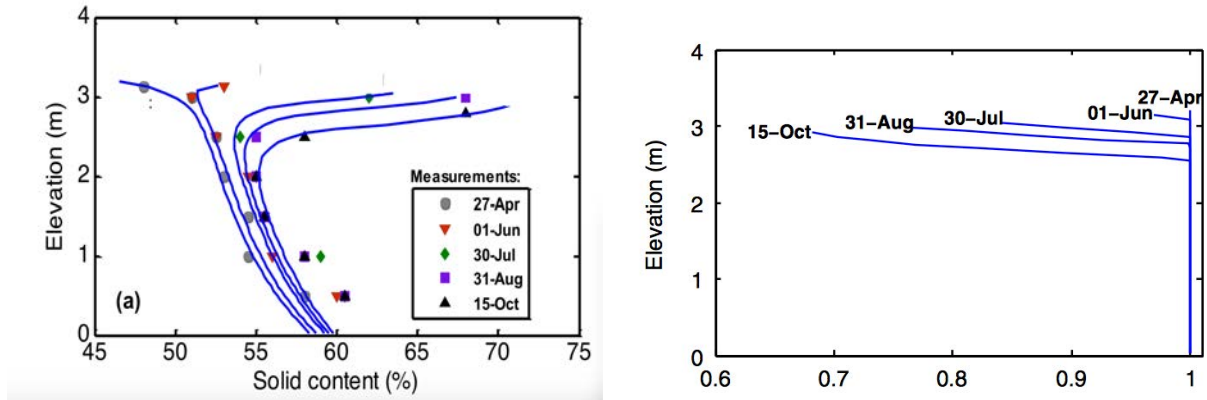 4
3
2
1
0
Elevation (m)
45 50 55 60 65 70 75
Solid content (%)
(a)
Measurements:
27-Apr
01-Jun
30-Jul
31-Aug
15-Oct
4
3
2
1
0
Elevation (m)
0.6 0.7 0.8 0.9 1
27-Apr
01-Jun
30-Jul
31-Aug
15-Oct